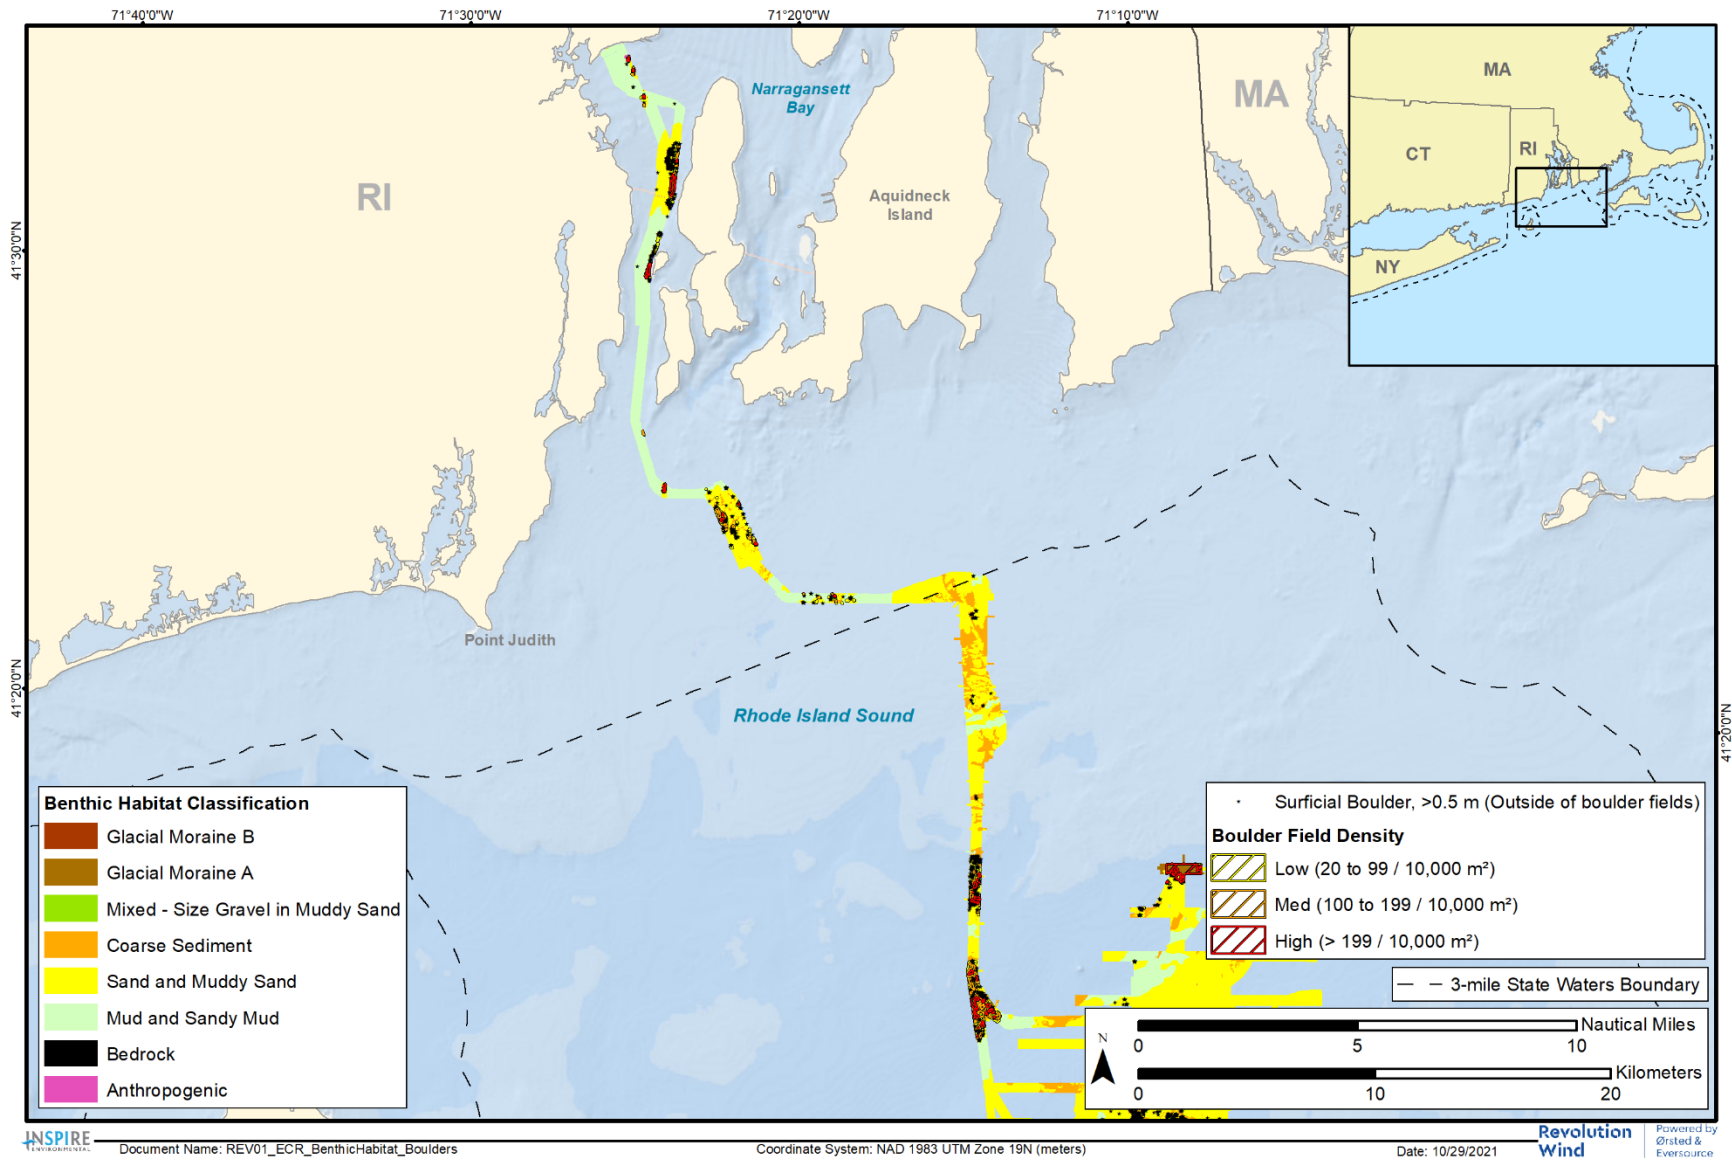 71°40'0"W
71°30'0"W
71°20'0"W
71°10'0"W
41°30'0"N
41°20'0"N
41°20'0"N
Narragansett
Bay
MA
RI
Aquidneck
Island
Point Judith
Rhode Island Sound
MA
CT
RI
NY
Benthic Habitat Classification
Glacial Moraine B
Glacial Moraine A
Mixed - Size Gravel in Muddy Sand
Coarse Sediment
Sand and Muddy Sand
Mud and Sandy Mud
Bedrock
Anthropogenic
Surficial Boulder, >0.5 m (Outside of boulder fields)
Boulder Field Density
Low (20 to 99 / 10,000 m²)
Med (100 to 199 / 10,000 m²)
High (> 199 / 10,000 m²)
3-mile State Waters Boundary
N
Nautical Miles
0 5 10
Kilometers
0 10 20
INSPIRE
ENVIRONMENTAL
Document Name: REV01_ECR_BenthicHabitat_Boulders
Coordinate System: NAD 1983 UTM Zone 19N (meters)
Date: 10/29/2021
Revolution
Wind
Powered by
Ørsted &
Eversource